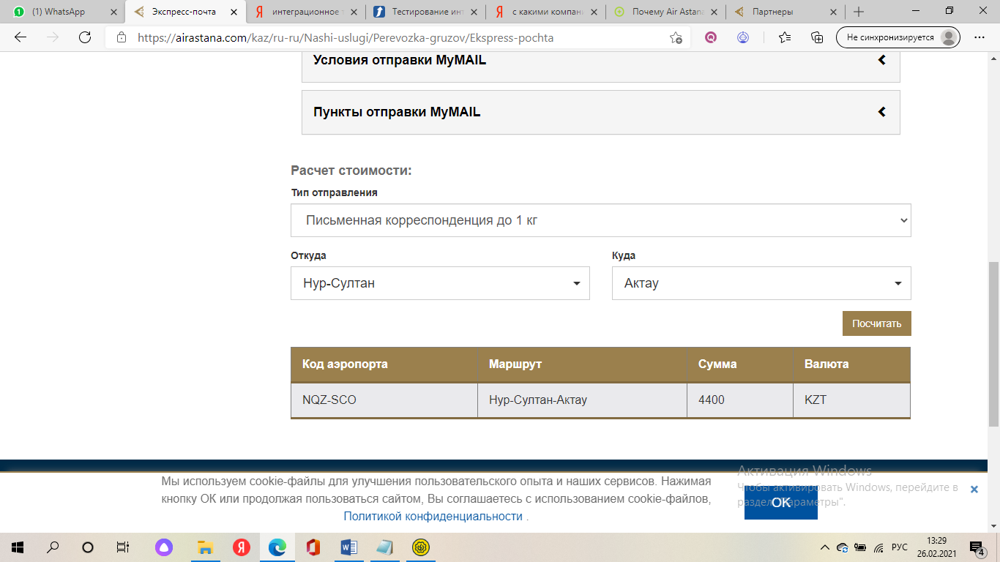 (1) WhatsApp
Экспресс-почта
интеграционное
Тестирование инт
с какими компан
Почему Air Astana
Партнеры
https://airastana.com/kaz/ru-ru/Nashi-uslugi/Perevozka-gruzov/Ekspress-pochta
Не синхронизируется
Условия отправки MyMAIL
Пункты отправки MyMAIL
Расчет стоимости:
Тип отправления
Письменная корреспонденция до 1 кг
Откуда
Куда
Нур-Султан
Актау
Посчитать
Код аэропорта Маршрут Сумма Валюта
NQZ-SCO Нур-Султан-Актау 4400 KZT
Мы используем cookie-файлы для улучшения пользовательского опыта и наших сервисов. Нажимая
кнопку ОК или продолжая пользоваться сайтом, Вы соглашаетесь с использованием cookie-файлов,
Политикой конфиденциальности .
OK
Активация Windows
Чтобы активировать Windows, перейдите в
раздел "Параметры".
РУС
13:29
26.02.2021
4